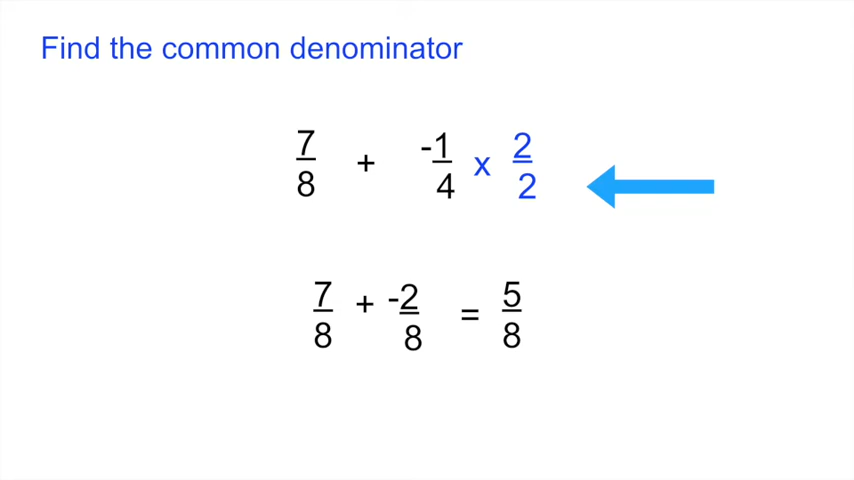 Find the common denominator
7/8 + -1/4 x 2/2
7/8 + -2/8 = 5/8